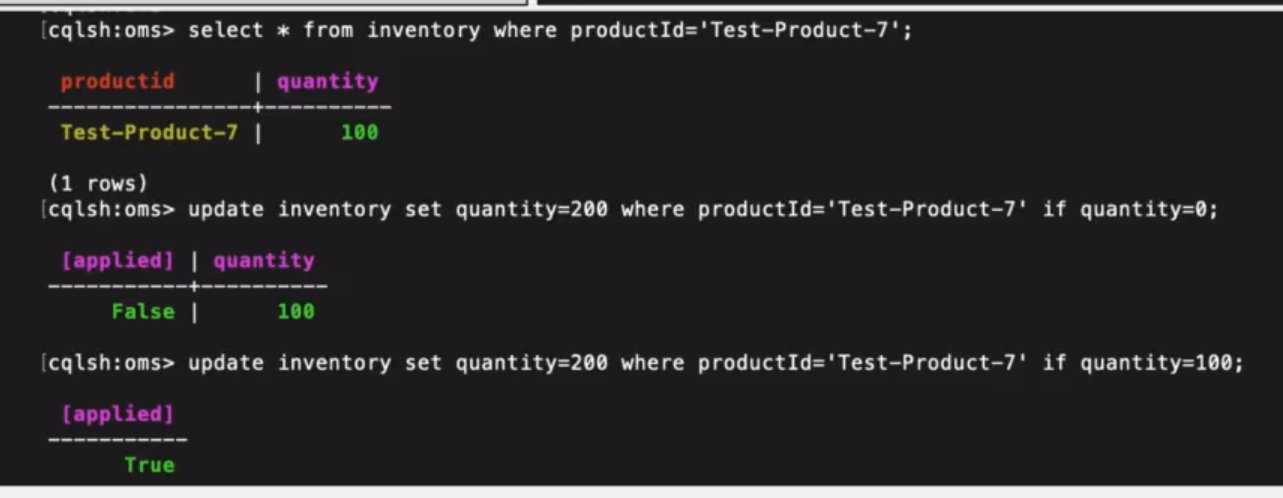 [cqlsh:oms> select * from inventory where productId='Test-Product-7';
productid | quantity
----------------+----------
Test-Product-7 | 100
(1 rows)
[cqlsh:oms> update inventory set quantity=200 where productId='Test-Product-7' if quantity=0;
[applied] | quantity
-----------+----------
False | 100
[cqlsh:oms> update inventory set quantity=200 where productId='Test-Product-7' if quantity=100;
[applied]
-----------
True